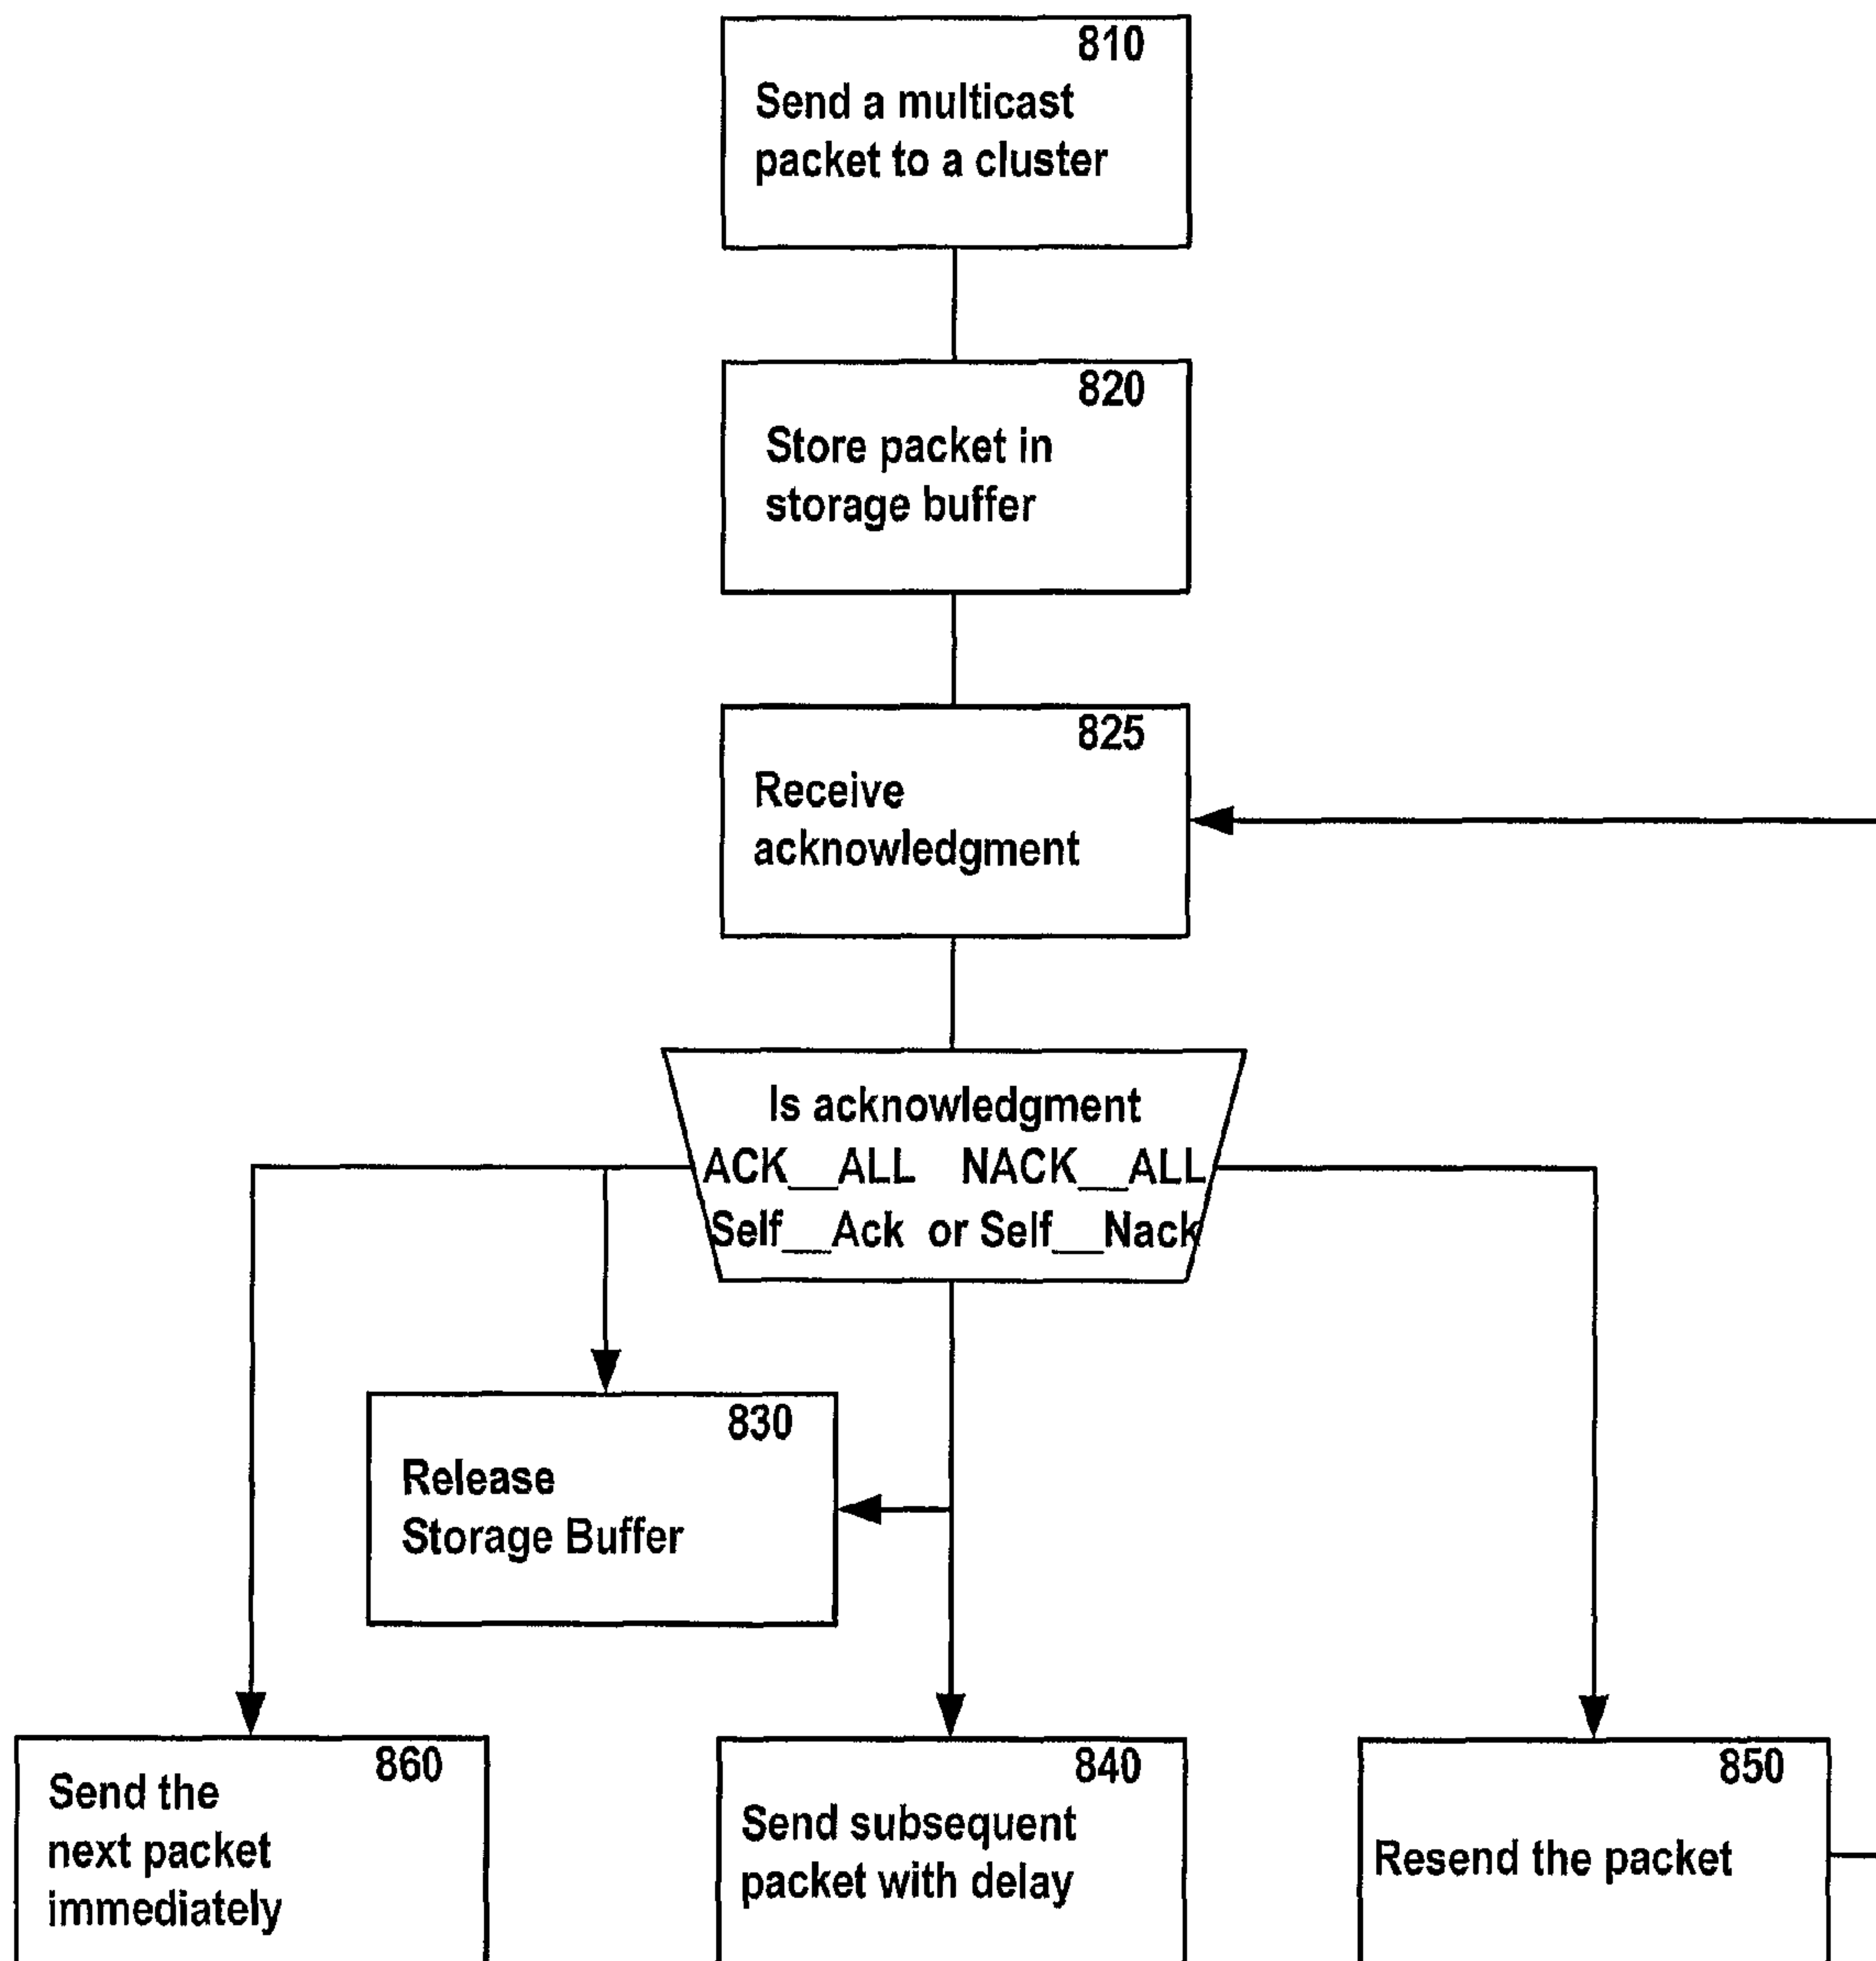 810
Send a multicast
packet to a cluster
820
Store packet in
storage buffer
825
Receive
acknowledgment
Is acknowledgment
ACK__ALL NACK__ALL
Self__Ack or Self__Nack
830
Release
Storage Buffer
860
Send the
next packet
immediately
840
Send subsequent
packet with delay
850
Resend the packet